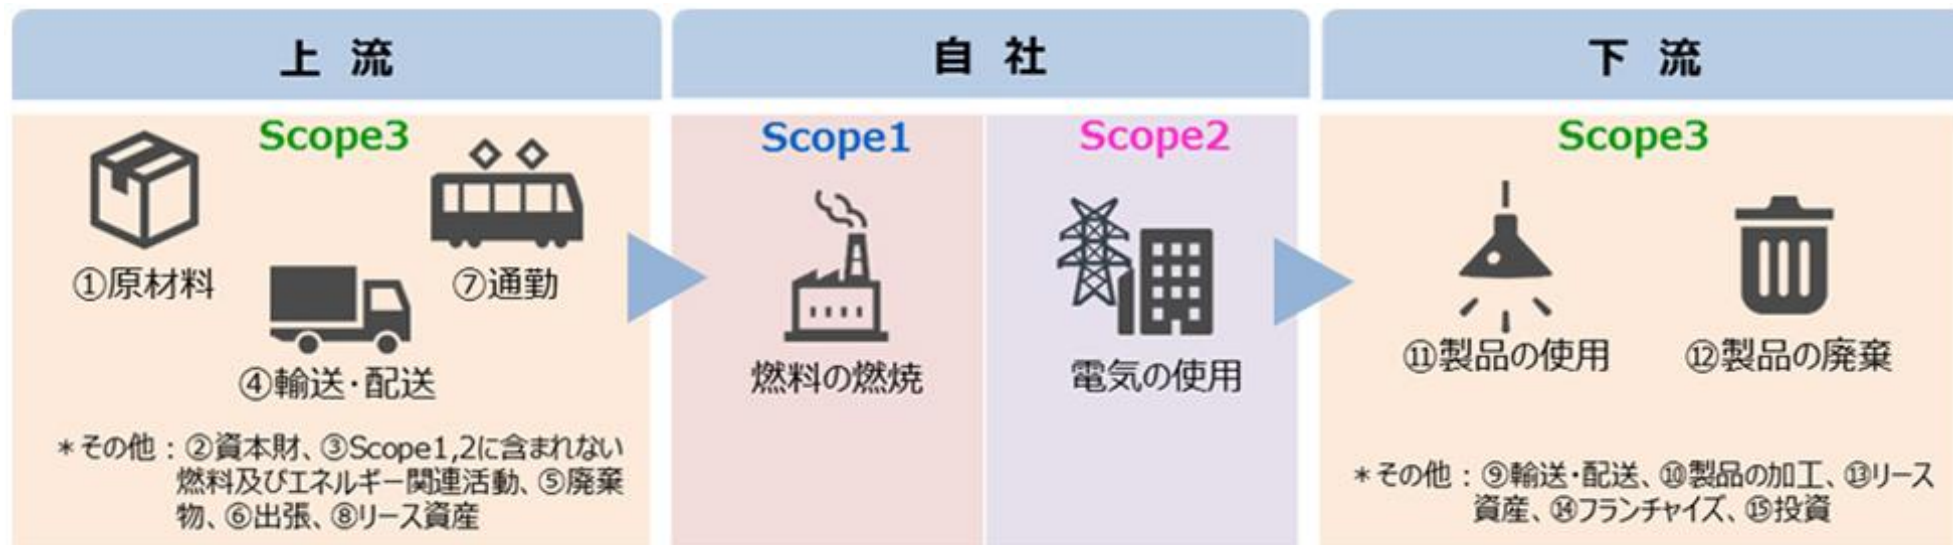 上 流
Scope3
①原材料
⑦通勤
④輸送・配送
*その他：②資本財、③Scope1,2に含まれない
燃料及びエネルギー関連活動、⑤廃棄
物、⑥出張、⑧リース資産
自 社
Scope1
燃料の燃焼
Scope2
電気の使用
下 流
Scope3
⑪製品の使用
⑫製品の廃棄
*その他：⑨輸送・配送、⑩製品の加工、⑬リース
資産、⑭フランチャイズ、⑮投資